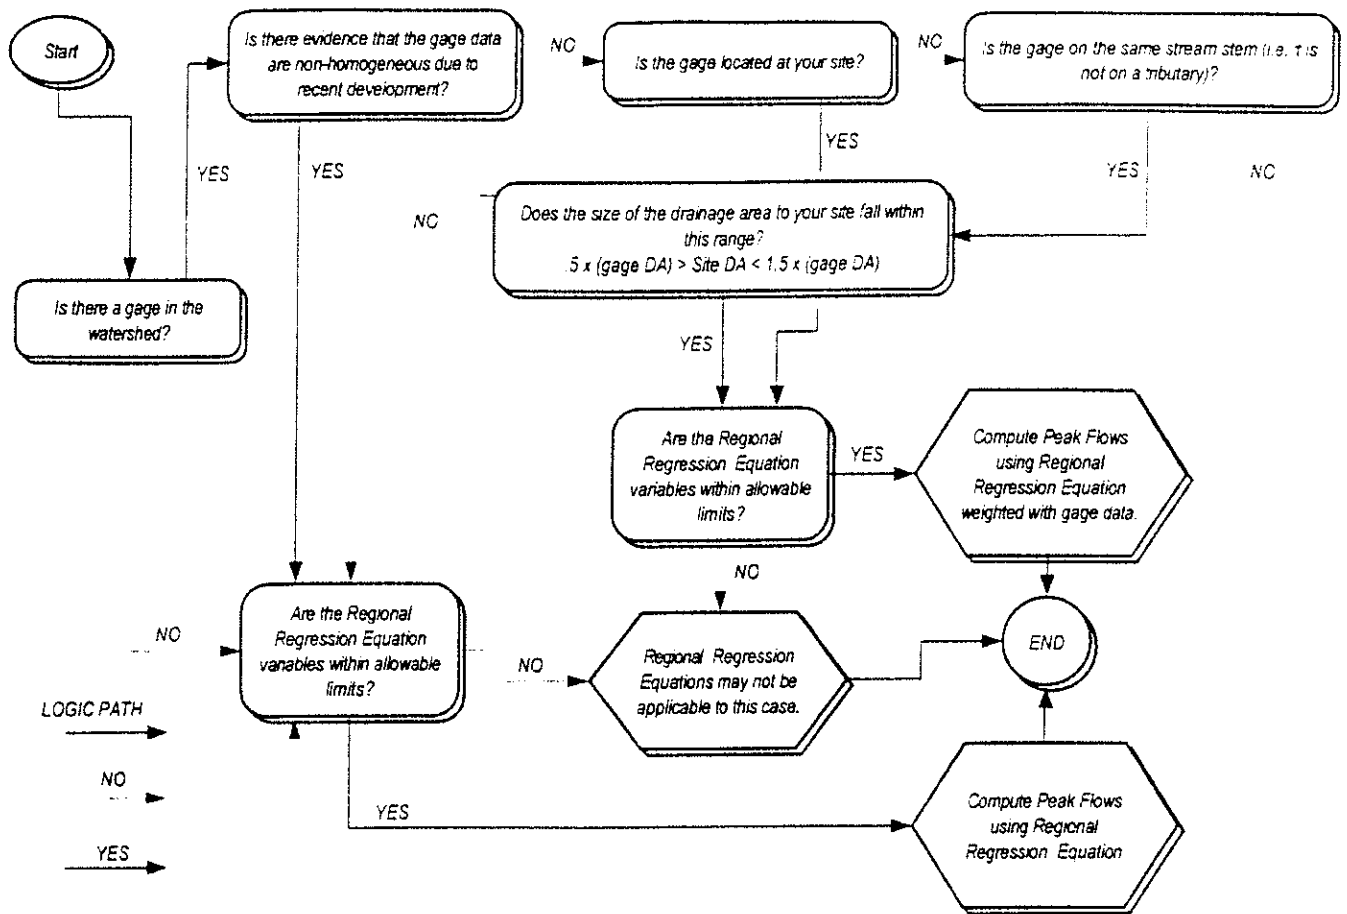 Start
Is there evidence that the gage data
are non-homogeneous due to
recent development?
NO
Is the gage located at your site?
NO
Is the gage on the same stream stem (i.e. it is
not on a tributary)?
YES
YES
YES
YES
NO
NO
Does the size of the drainage area to your site fall within
this range?
.5 x (gage DA) > Site DA < 1.5 x (gage DA)
Is there a gage in the
watershed?
YES
Are the Regional
Regression Equation
variables within allowable
limits?
YES
Compute Peak Flows
using Regional
Regression Equation
weighted with gage data.
NO
Are the Regional
Regression Equation
variables within allowable
limits?
NO
NO
Regional Regression
Equations may not be
applicable to this case.
END
LOGIC PATH
NO
YES
YES
Compute Peak Flows
using Regional
Regression Equation